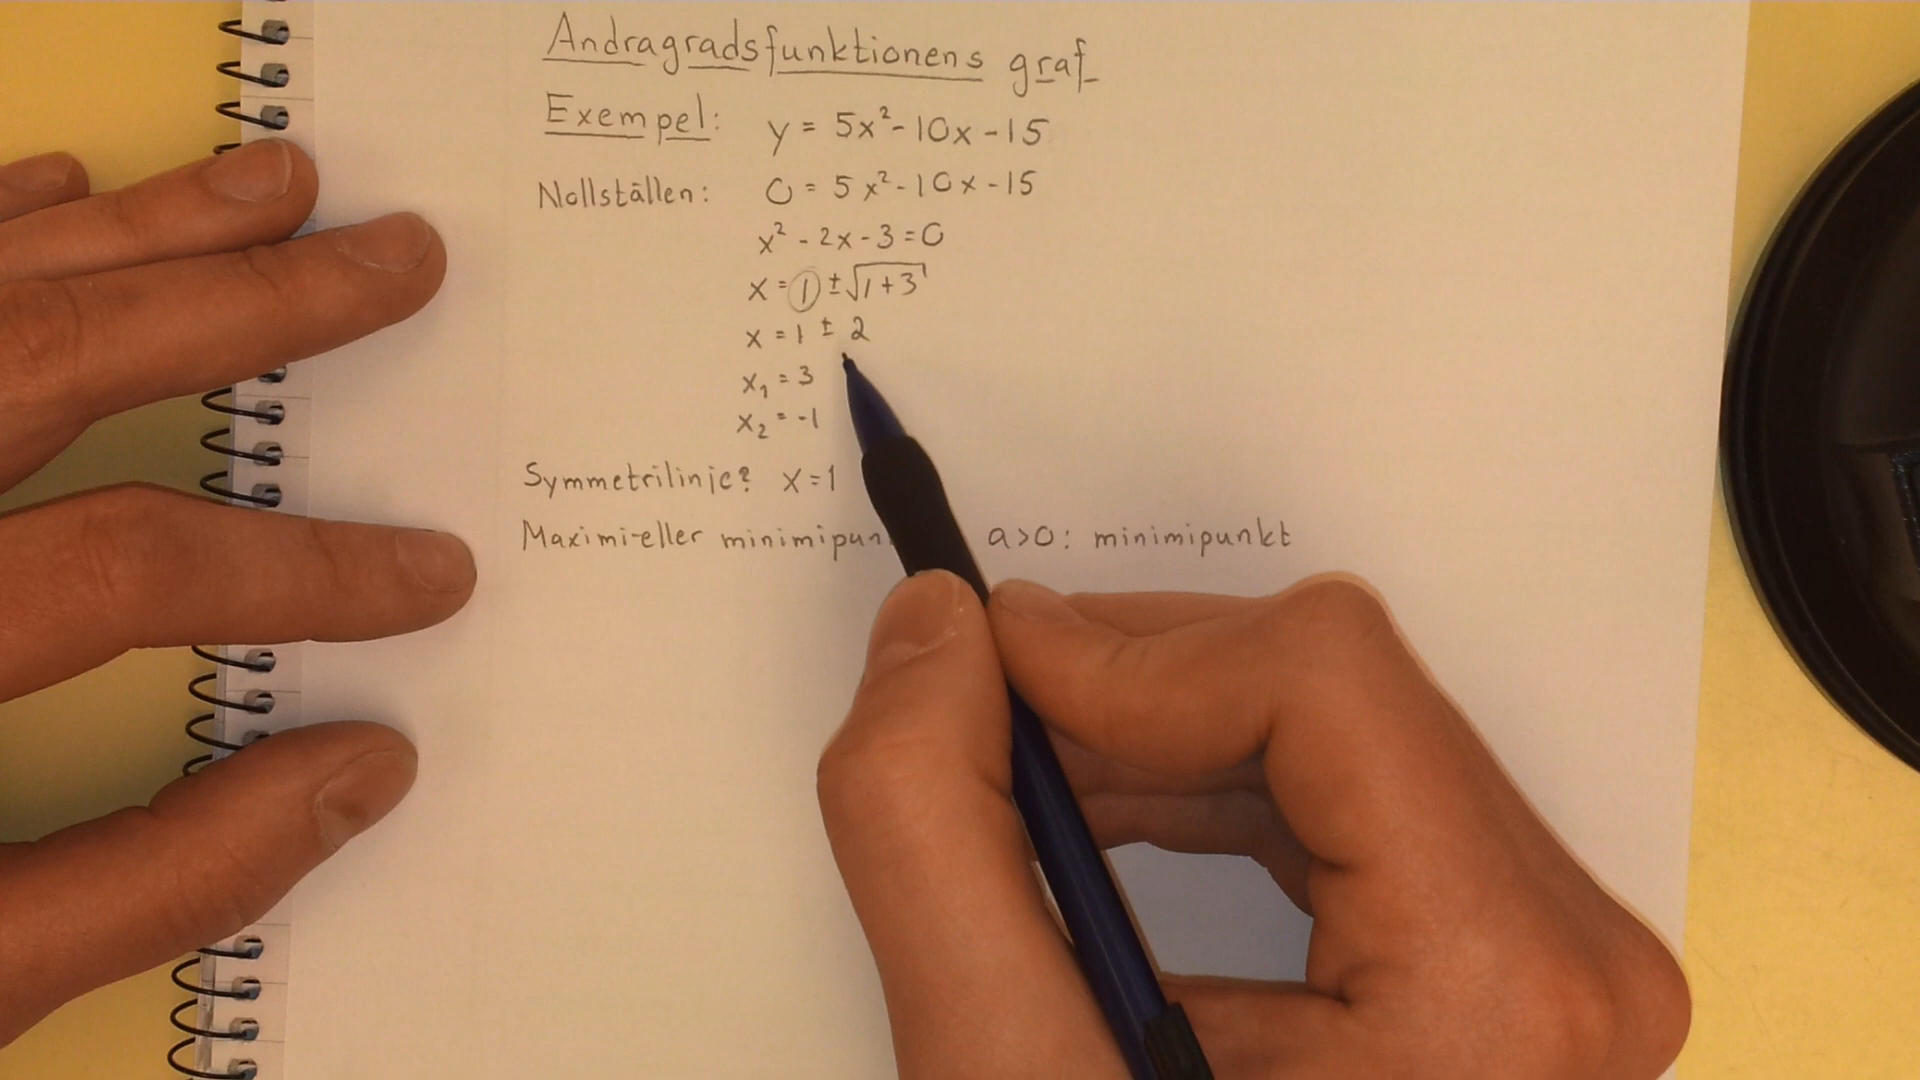 Andragradsfunktionens graf
Exempel: y = 5x²-10x-15
Nollställen: 0 = 5x²-10x-15
x² - 2x - 3 = 0
x = 1 ± √1+3
x = 1 ± 2
x₁ = 3
x₂ = -1
Symmetrilinje? x = 1
Maximi-eller a>0: minimipunkt